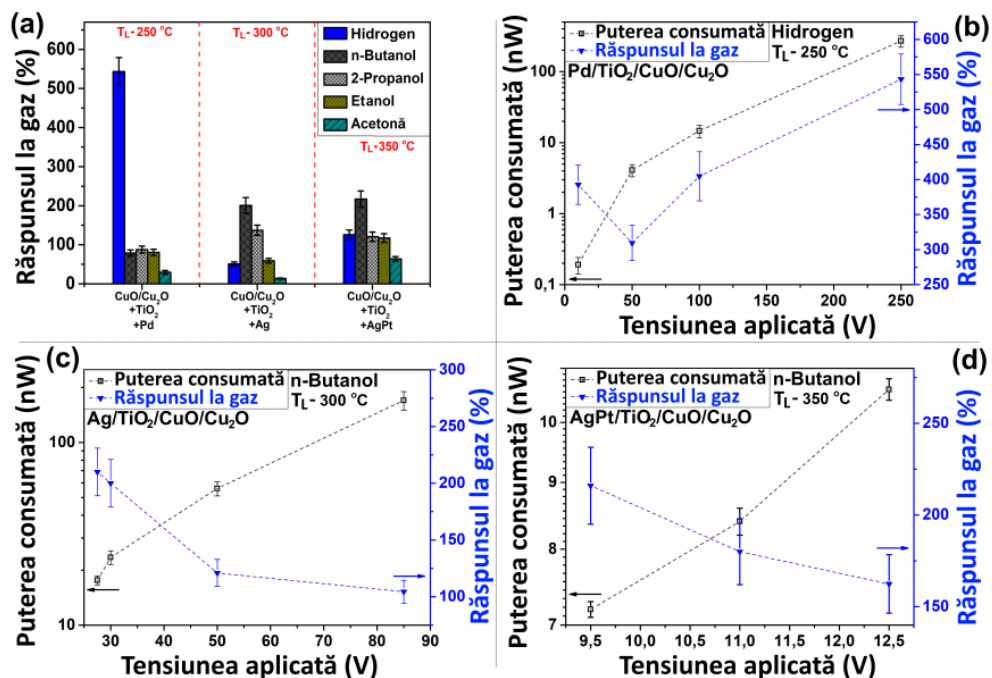 (a)
Răspunsul la gaz (%)
600
500
400
300
200
100
0
TL- 250 °C
TL- 300 °C
TL-350 °C
Hidrogen
n-Butanol
2-Propanol
Etanol
Acetonă
CuO/Cu2O
+TiO2
+Pd
CuO/Cu2O
+TiO2
+Ag
CuO/Cu2O
+TiO2
+AgPt
(b)
Puterea consumată (nW)
100
10
1
0,1
Puterea consumată
Răspunsul la gaz
Hidrogen
TL- 250 °C
Pd/TiO2/CuO/Cu2O
600
550
500
450
400
350
300
250
Răspunsul la gaz (%)
0
50
100
150
200
250
Tensiunea aplicată (V)
(c)
Puterea consumată (nW)
100
10
Puterea consumată
Răspunsul la gaz
n-Butanol
TL- 300 °C
Ag/TiO2/CuO/Cu2O
300
250
200
150
100
50
Răspunsul la gaz (%)
30
40
50
60
70
80
90
Tensiunea aplicată (V)
(d)
Puterea consumată (nW)
10
9
8
7
Puterea consumată
Răspunsul la gaz
n-Butanol
TL- 350 °C
AgPt/TiO2/CuO/Cu2O
250
200
150
Răspunsul la gaz (%)
9,5
10,0
10,5
11,0
11,5
12,0
12,5
Tensiunea aplicată (V)